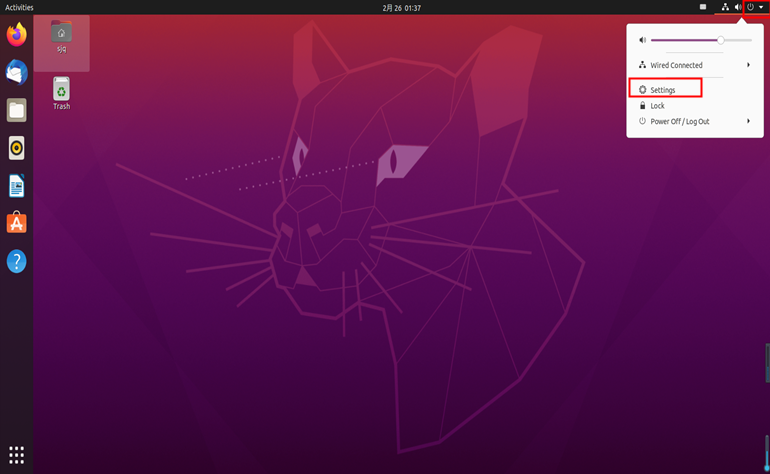 Activities
2月 26 01:37
sjq
Trash
Wired Connected
Settings
Lock
Power Off / Log Out